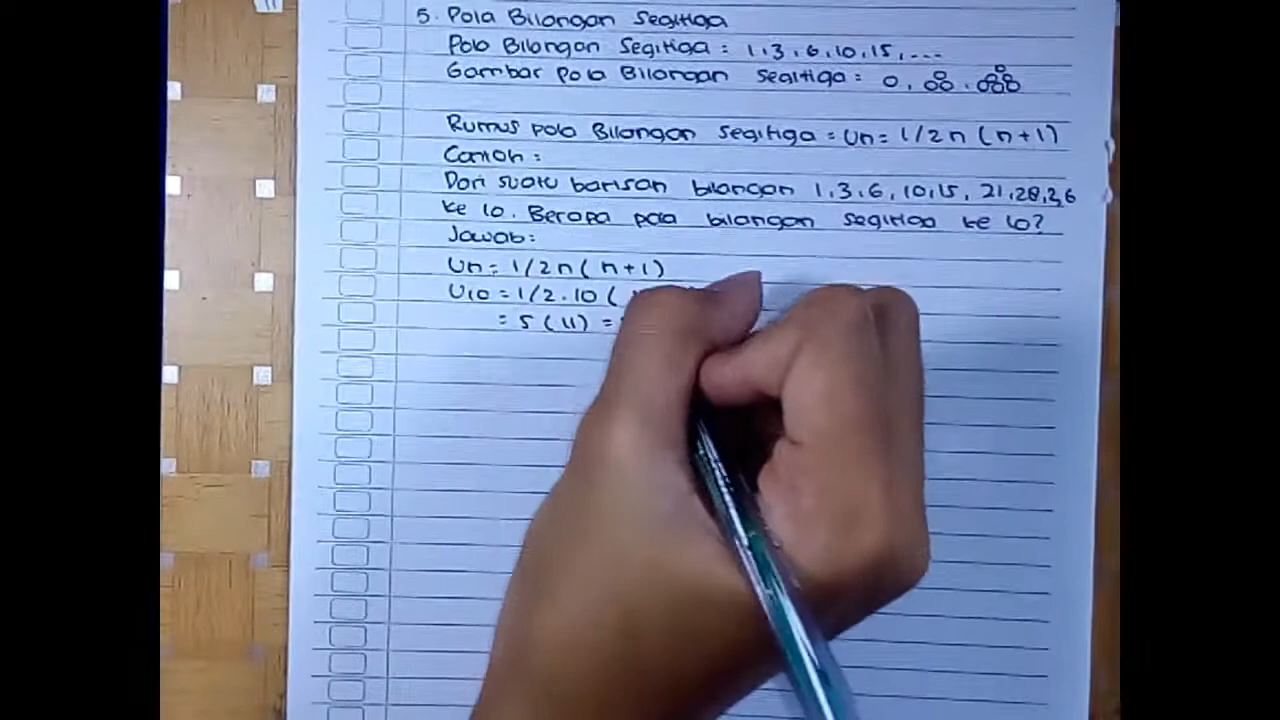 5. Pola Bilangan Segitiga
Pola Bilangan Segitiga : 1, 3, 6, 10, 15, ...
Gambar pola Bilangan Segitiga :
Rumus pola Bilangan Segitiga = Un = 1/2 n (n+1)
Contoh :
Dari suatu barisan bilangan 1, 3, 6, 10, 15, 21, 28, 36
ke 10. Berapa pola bilangan segitiga ke 10?
Jawab:
Un = 1/2 n ( n+1 )
U10 = 1/2 . 10 (
= 5 ( 11 ) =